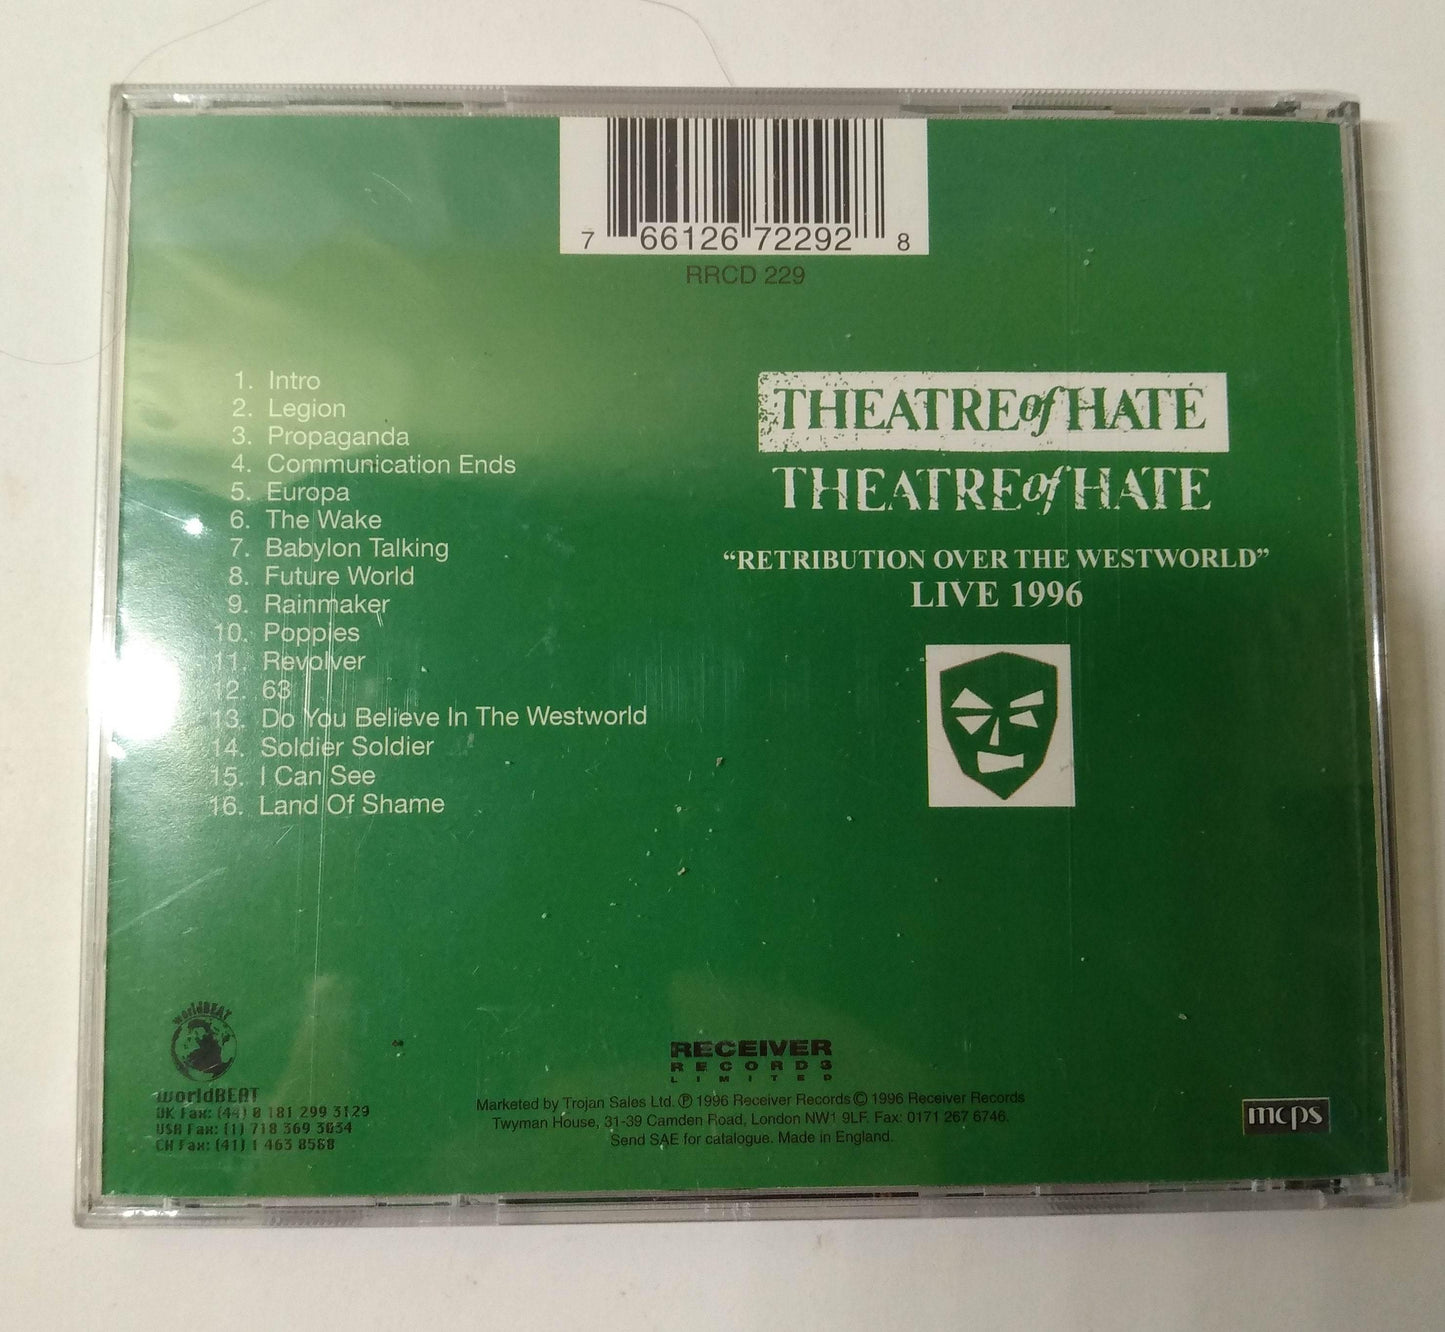 7 66126 72292 8
RRCD 229
1. Intro
2. Legion
3. Propaganda
4. Communication Ends
5. Europa
6. The Wake
7. Babylon Talking
8. Future World
9. Rainmaker
10. Poppies
11. Revolver
12. 63
13. Do You Believe In The Westworld
14. Soldier Soldier
15. I Can See
16. Land Of Shame
THEATRE of HATE
THEATRE of HATE
“RETRIBUTION OVER THE WESTWORLD”
LIVE 1996
worldBEAT
worldBEAT
UK Fax: (44) 0 181 299 3129
USA Fax: (1) 718 369 3034
CH Fax: (41) 1 463 8568
RECEIVER
RECORDS
LIMITED
Marketed by Trojan Sales Ltd. ℗ 1996 Receiver Records © 1996 Receiver Records
Twyman House, 31-39 Camden Road, London NW1 9LF. Fax: 0171 267 6746.
Send SAE for catalogue. Made in England.
mcps